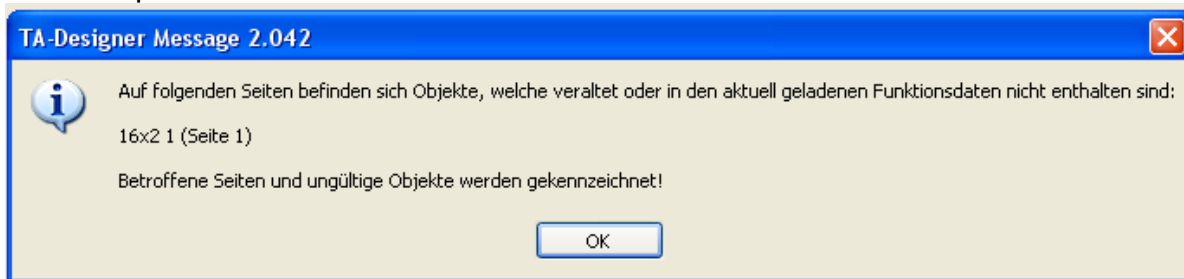 TA-Designer Message 2.042
Auf folgenden Seiten befinden sich Objekte, welche veraltet oder in den aktuell geladenen Funktionsdaten nicht enthalten sind:
16x2 1 (Seite 1)
Betroffene Seiten und ungültige Objekte werden gekennzeichnet!
OK